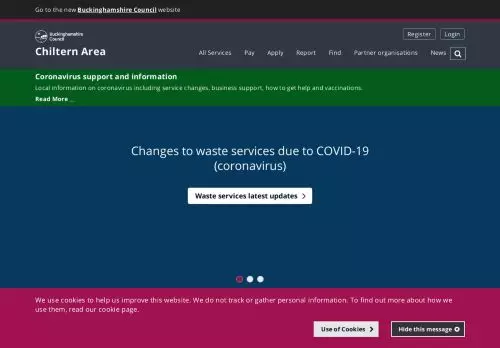 Go to the new Buckinghamshire Council website
Buckinghamshire
Council
Register
Login
Chiltern Area
All Services
Pay
Apply
Report
Find
Partner organisations
News
Coronavirus support and information
Local information on coronavirus including service changes, business support, how to get help and vaccinations.
Read More ...
Changes to waste services due to COVID-19
(coronavirus)
Waste services latest updates
We use cookies to help us improve this website. We do not track or gather personal information. To find out more about how we
use them, read our cookie page.
Use of Cookies
Hide this message